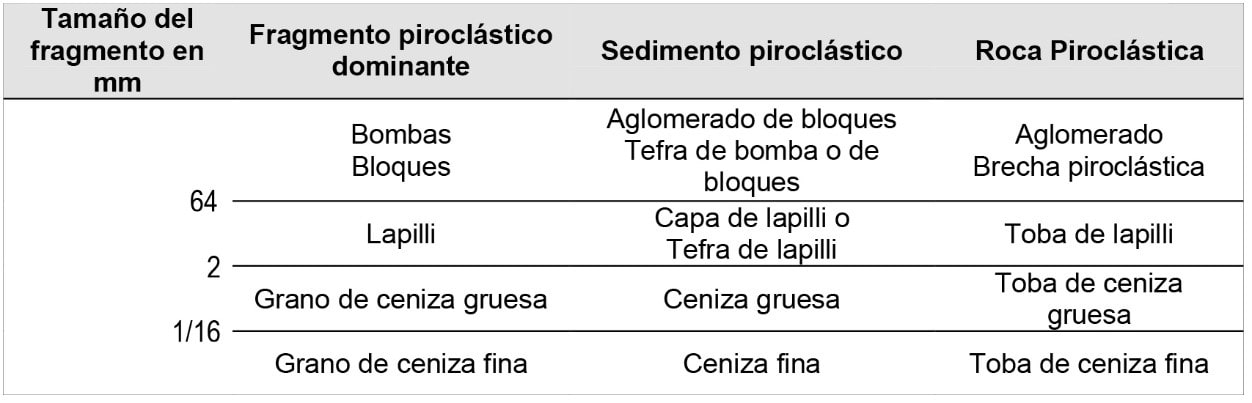 Tamaño del
fragmento en
mm
Fragmento piroclástico
dominante
Sedimento piroclástico
Roca Piroclástica
Bombas
Bloques
Aglomerado de bloques
Tefra de bomba o de
bloques
Aglomerado
Brecha piroclástica
64
Lapilli
Capa de lapilli o
Tefra de lapilli
Toba de lapilli
2
Grano de ceniza gruesa
Ceniza gruesa
Toba de ceniza
gruesa
1/16
Grano de ceniza fina
Ceniza fina
Toba de ceniza fina